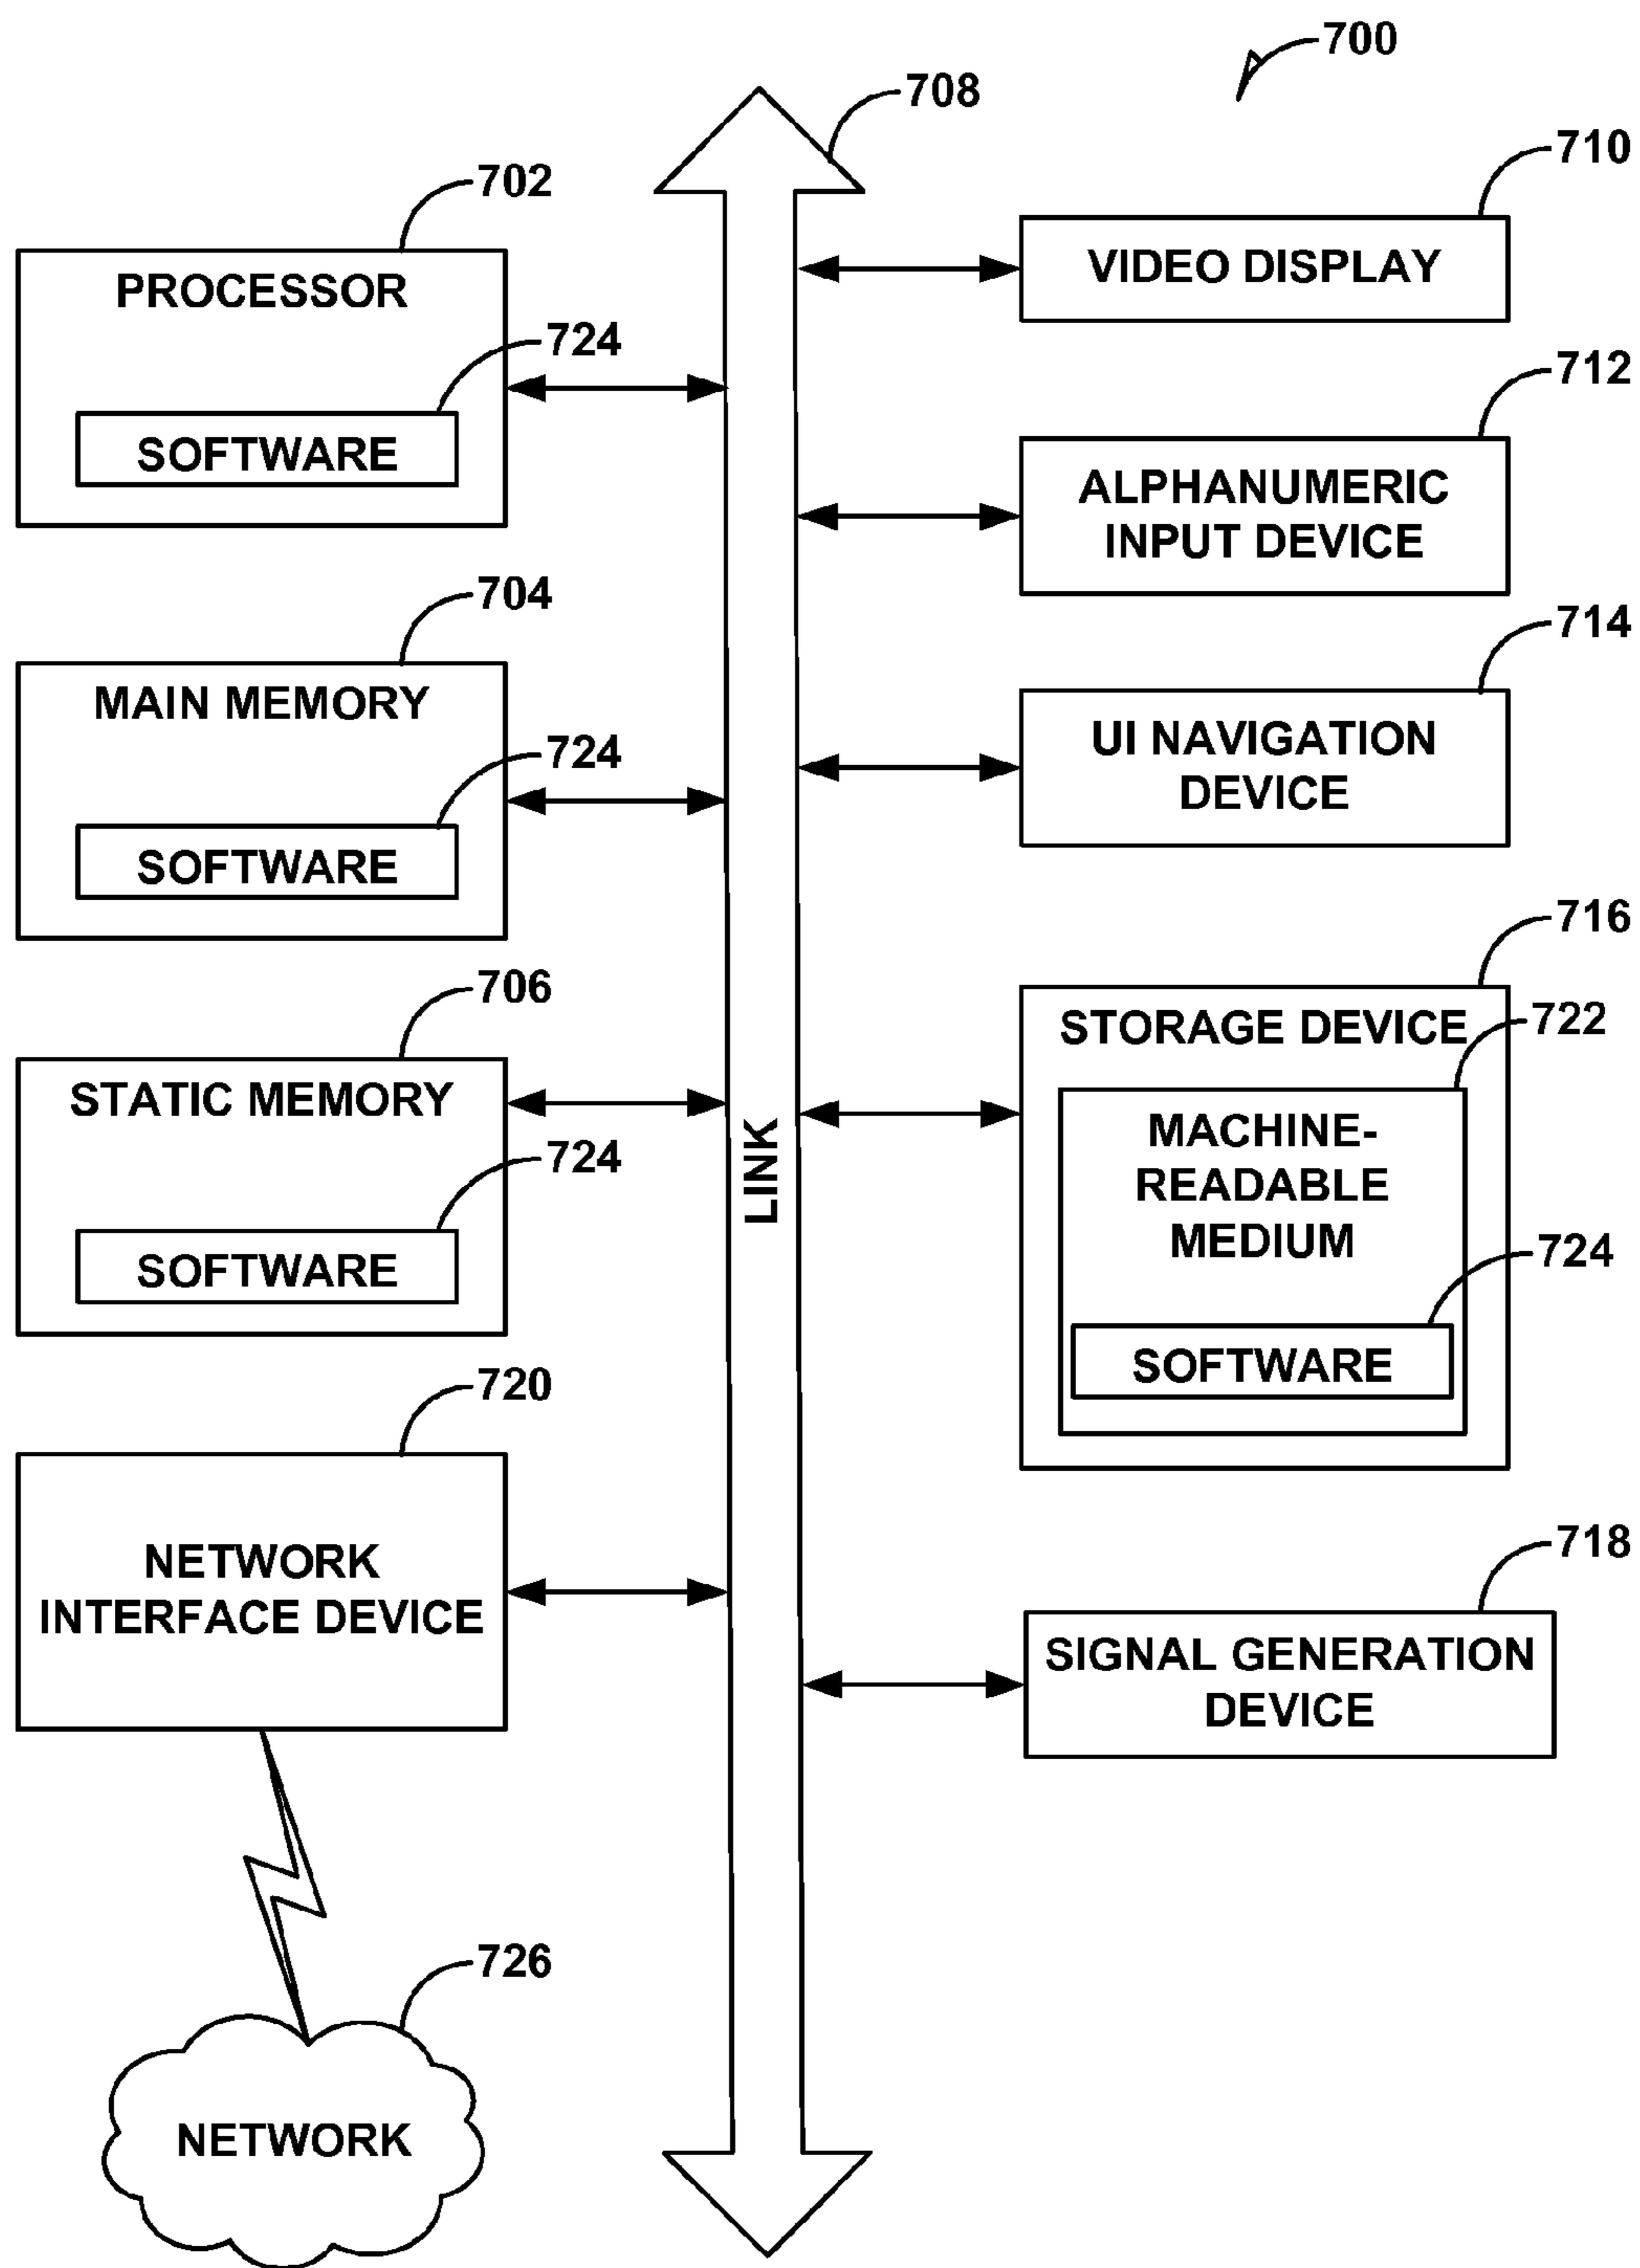 700
708
702
PROCESSOR
724
SOFTWARE
704
MAIN MEMORY
724
SOFTWARE
706
STATIC MEMORY
724
SOFTWARE
720
NETWORK
INTERFACE DEVICE
726
NETWORK
LINK
710
VIDEO DISPLAY
712
ALPHANUMERIC
INPUT DEVICE
714
UI NAVIGATION
DEVICE
716
STORAGE DEVICE
722
MACHINE-
READABLE
MEDIUM
724
SOFTWARE
718
SIGNAL GENERATION
DEVICE